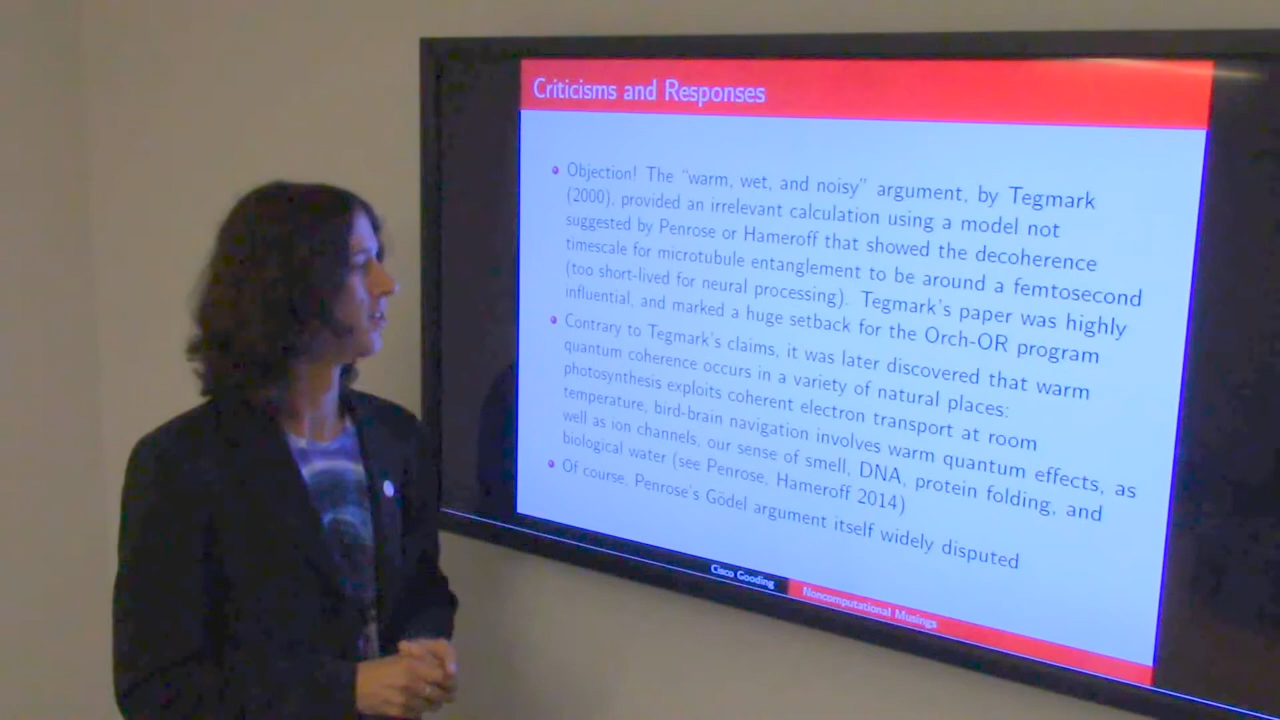 Criticisms and Responses
Objection! The "warm, wet, and noisy" argument, by Tegmark
(2000), provided an irrelevant calculation using a model not
suggested by Penrose or Hameroff that showed the decoherence
timescale for microtubule entanglement to be around a femtosecond
(too short-lived for neural processing). Tegmark's paper was highly
influential, and marked a huge setback for the Orch-OR program
Contrary to Tegmark's claims, it was later discovered that warm
quantum coherence occurs in a variety of natural places:
photosynthesis exploits coherent electron transport at room
temperature, bird-brain navigation involves warm quantum effects, as
well as ion channels, our sense of smell, DNA, protein folding, and
biological water (see Penrose, Hameroff 2014)
Of course, Penrose's Gödel argument itself widely disputed
Cisco Gooding
Noncomputational Musings